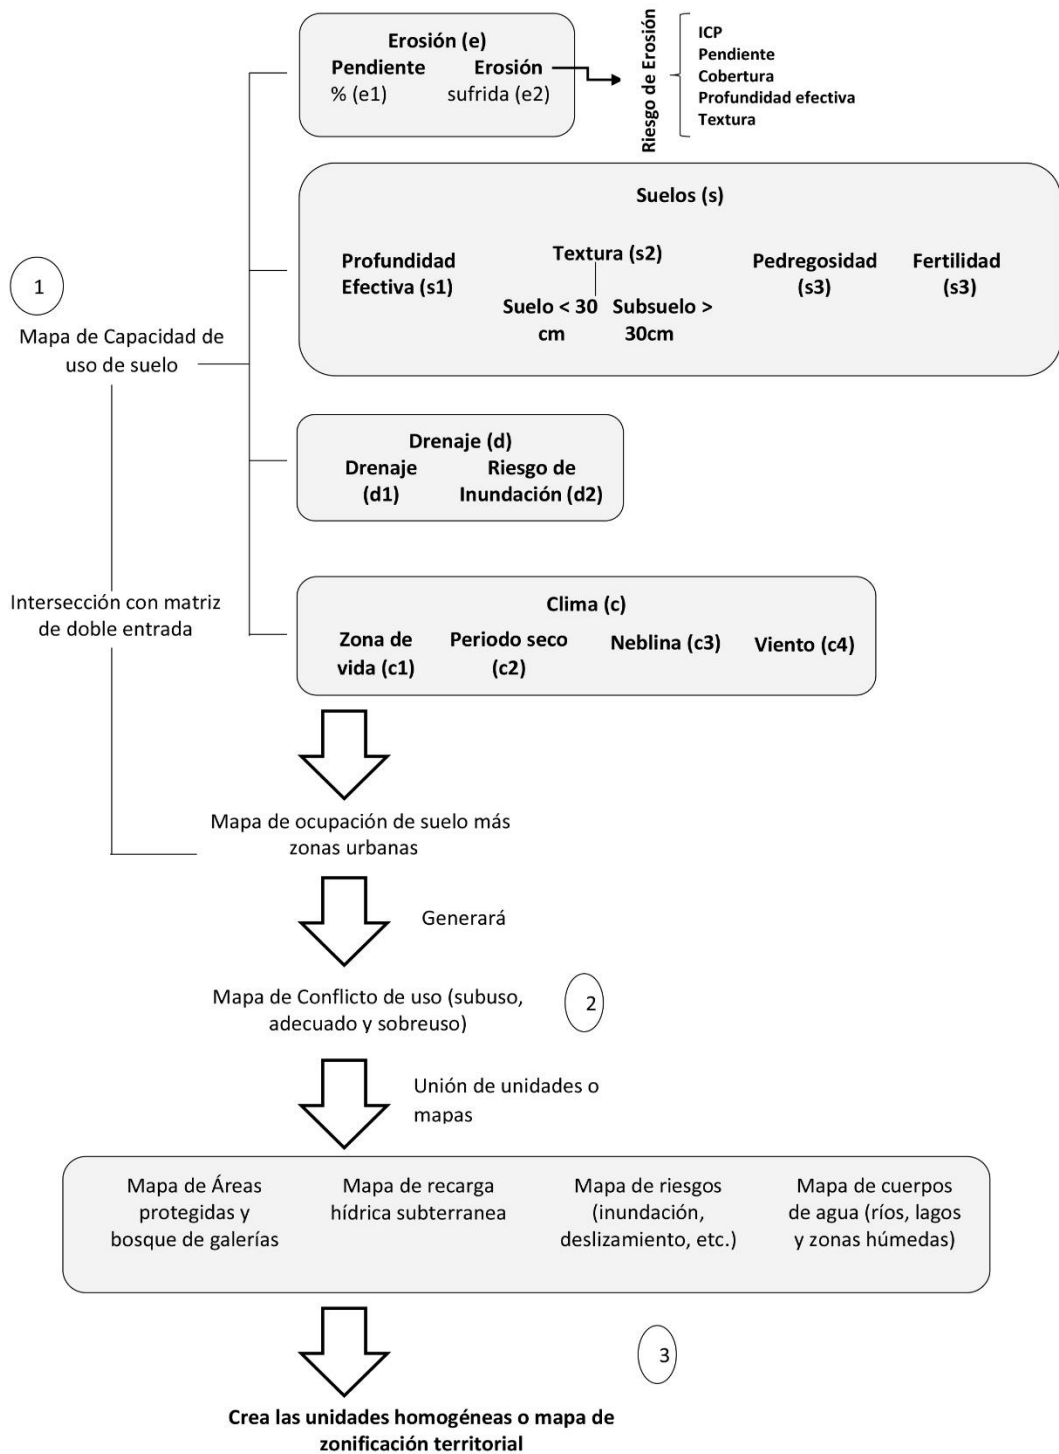 Erosión (e)
Pendiente
% (e1)
Erosión
sufrida (e2)
Riesgo de Erosión
ICP
Pendiente
Cobertura
Profundidad efectiva
Textura
Suelos (s)
Profundidad
Efectiva (s1)
Textura (s2)
Suelo < 30
cm
Subsuelo >
30cm
Pedregosidad
(s3)
Fertilidad
(s3)
1
Mapa de Capacidad de
uso de suelo
Drenaje (d)
Drenaje
(d1)
Riesgo de
Inundación (d2)
Intersección con matriz
de doble entrada
Clima (c)
Zona de
vida (c1)
Periodo seco
(c2)
Neblina (c3)
Viento (c4)
Mapa de ocupación de suelo más
zonas urbanas
Generará
Mapa de Conflicto de uso (subuso,
adecuado y sobreuso)
2
Unión de unidades o
mapas
Mapa de Áreas
protegidas y
bosque de galerías
Mapa de recarga
hídrica subterranea
Mapa de riesgos
(inundación,
deslizamiento, etc.)
Mapa de cuerpos
de agua (ríos, lagos
y zonas húmedas)
3
Crea las unidades homogéneas o mapa de
zonificación territorial